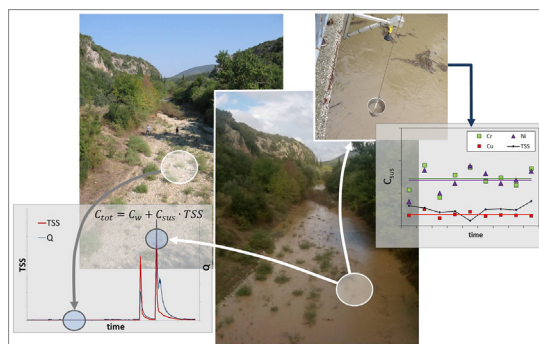 C_tot = C_w + C_sus · TSS
TSS
Q
TSS
Q
time
Cr
Ni
Cu
TSS
C_sus
time